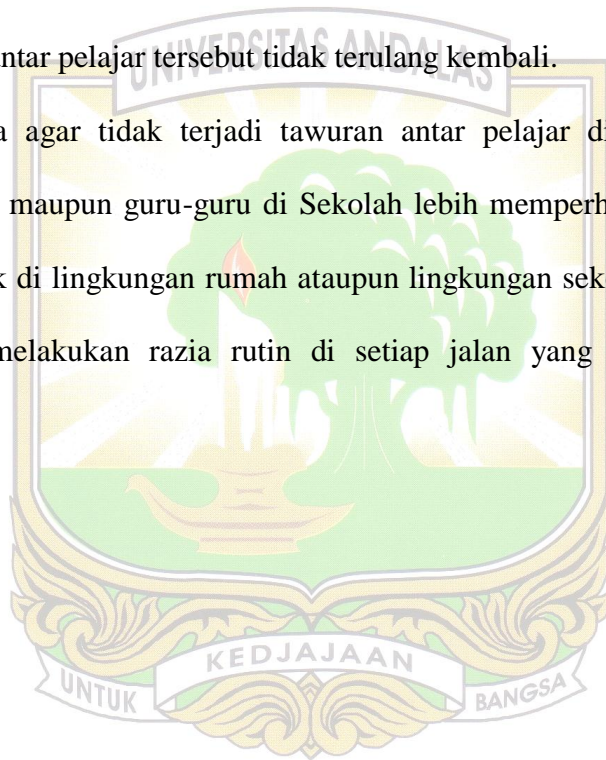 ntar pelajar tersebut tidak terulang kembali.
UNIVERSITAS ANDALAS
a agar tidak terjadi tawuran antar pelajar di
maupun guru-guru di Sekolah lebih memperh
k di lingkungan rumah ataupun lingkungan sek
melakukan razia rutin di setiap jalan yang
KEDJAJAAN
UNTUK BANGSA